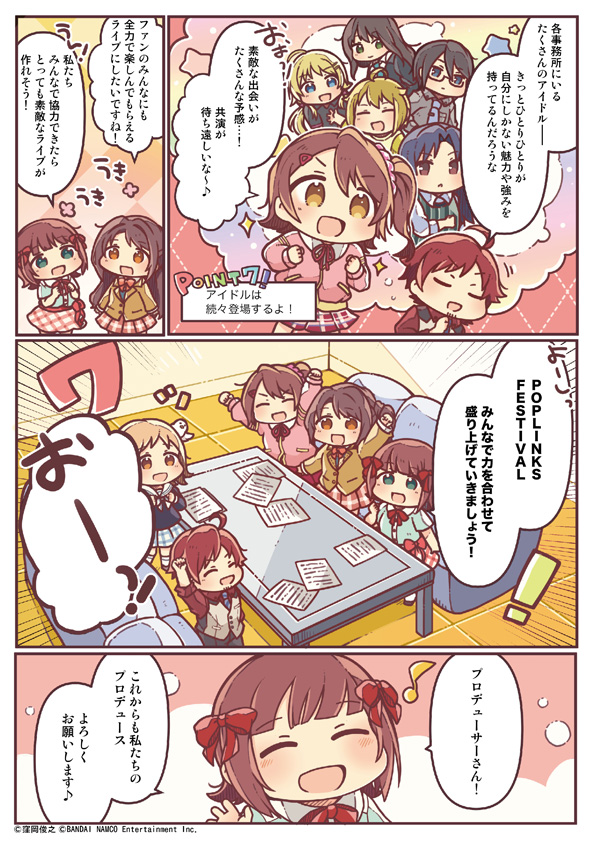 各事務所にいる
たくさんのアイドル――
きっとひとりひとりが
自分にしかない魅力や強みを
持ってるんだろうな
おぉー!
素敵な出会いが
たくさんな予感…!
共演が
待ち遠しいな〜♪
POINT7!
アイドルは
続々登場するよ!
ファンのみんなにも
全力で楽しんでもらえる
ライブにしたいですね!
うん!
私たち
みんなで協力できたら
とっても素敵なライブが
作れそう!
うき
うき
よーこし
POPLINKS
FESTIVAL
みんなで力を合わせて
盛り上げていきましょう!
!
ワッ
おーっ!!
プロデューサーさん!
これからも私たちの
プロデュース
よろしく
お願いします♪
©窪岡俊之 ©BANDAI NAMCO Entertainment Inc.